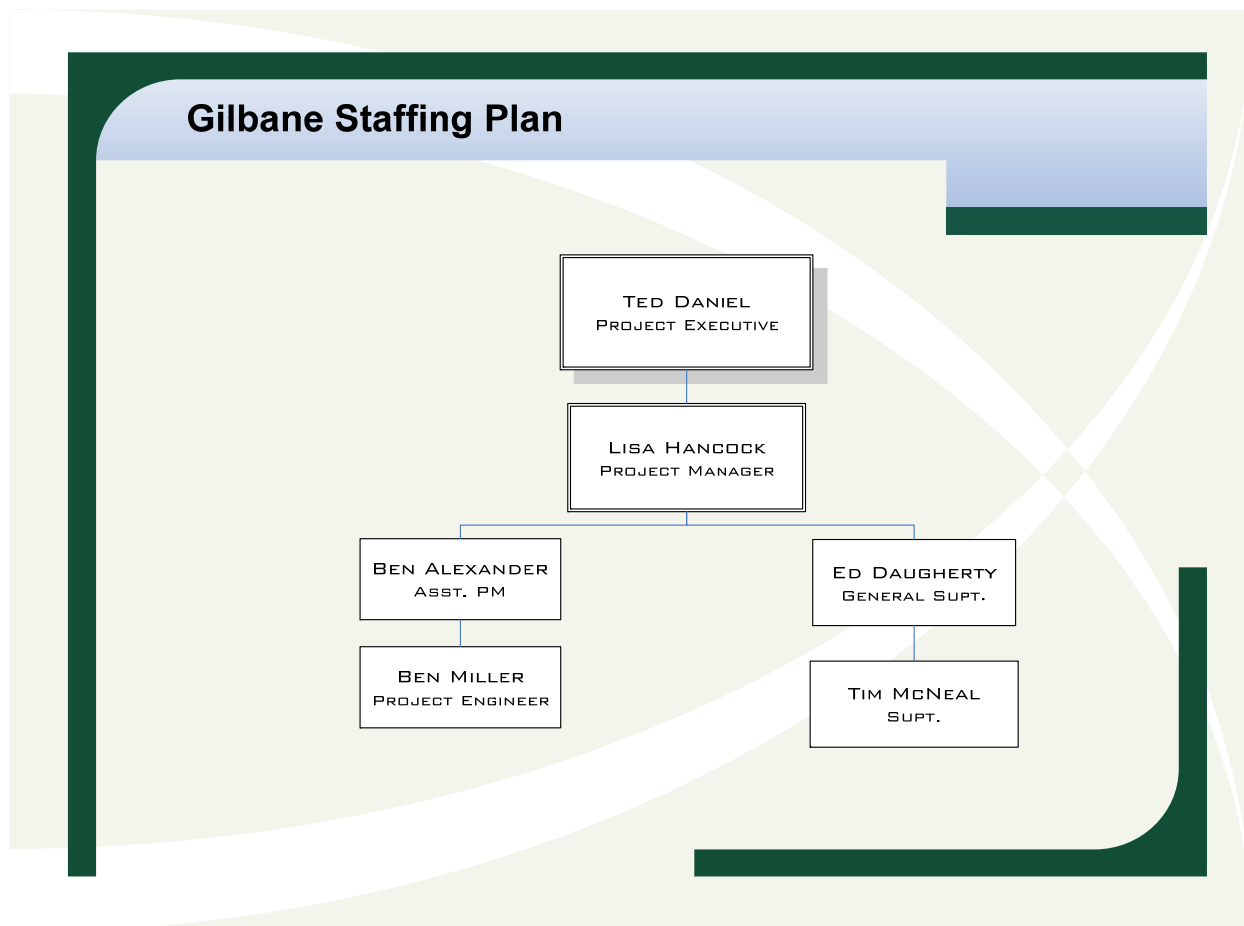 Gilbane Staffing Plan
Ted Daniel
Project Executive
Lisa Hancock
Project Manager
Ben Alexander
Asst. PM
Ed Daugherty
General Supt.
Ben Miller
Project Engineer
Tim McNeal
Supt.